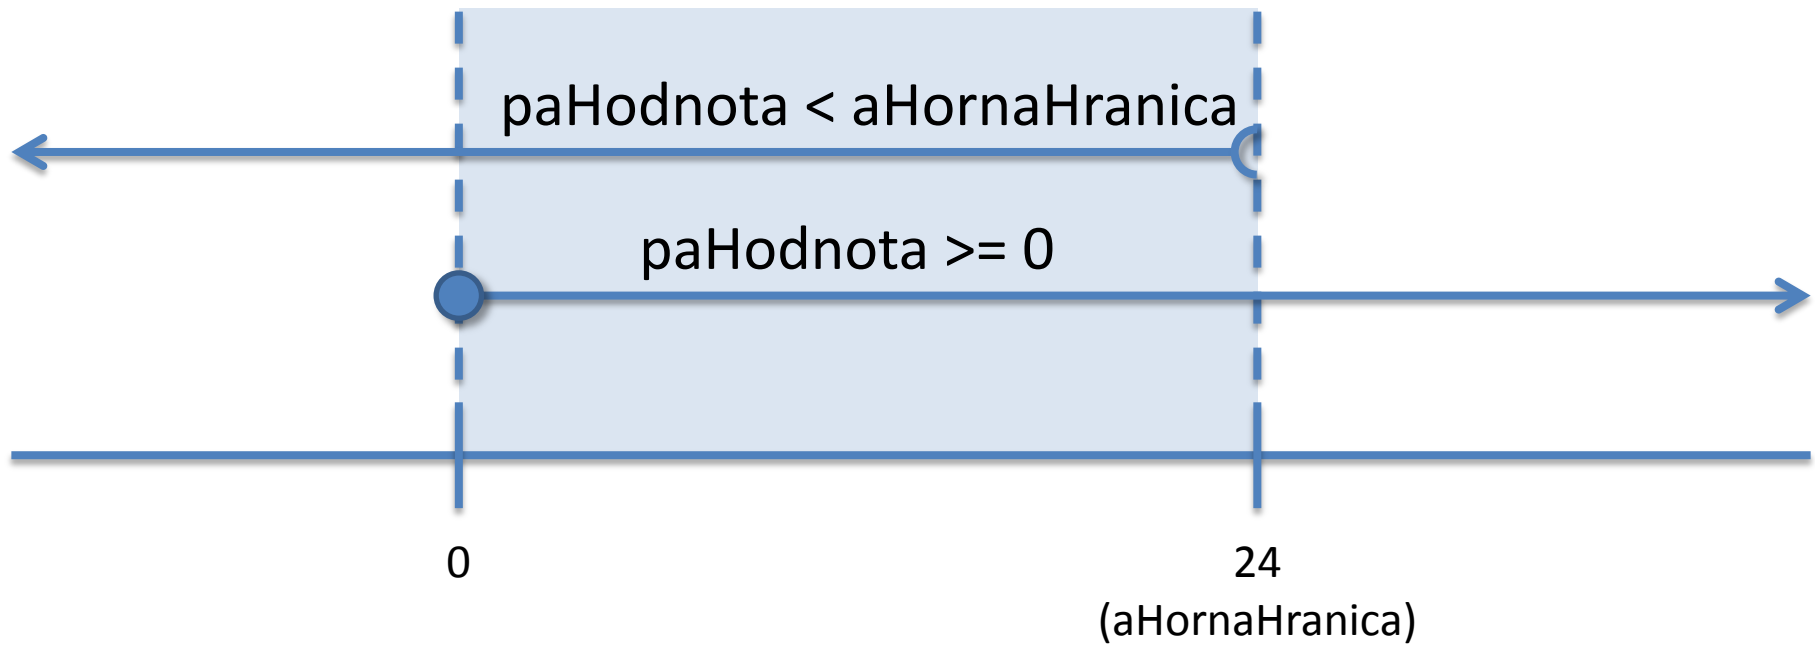 paHodnota < aHornaHranica
paHodnota >= 0
0
24
(aHornaHranica)